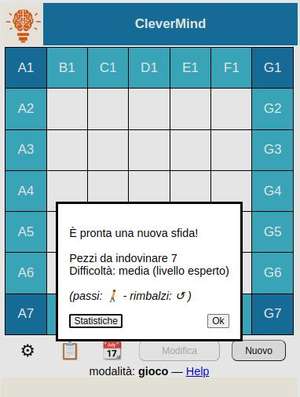 CleverMind
A1 B1 C1 D1 E1 F1 G1
A2 G2
A3 G3
A4 G4
A5 G5
A6 G6
A7 G7
È pronta una nuova sfida!
Pezzi da indovinare 7
Difficoltà: media (livello esperto)
(passi: 🚶 - rimbalzi: ↺ )
Statistiche Ok
Modifica Nuovo
modalità: gioco — Help